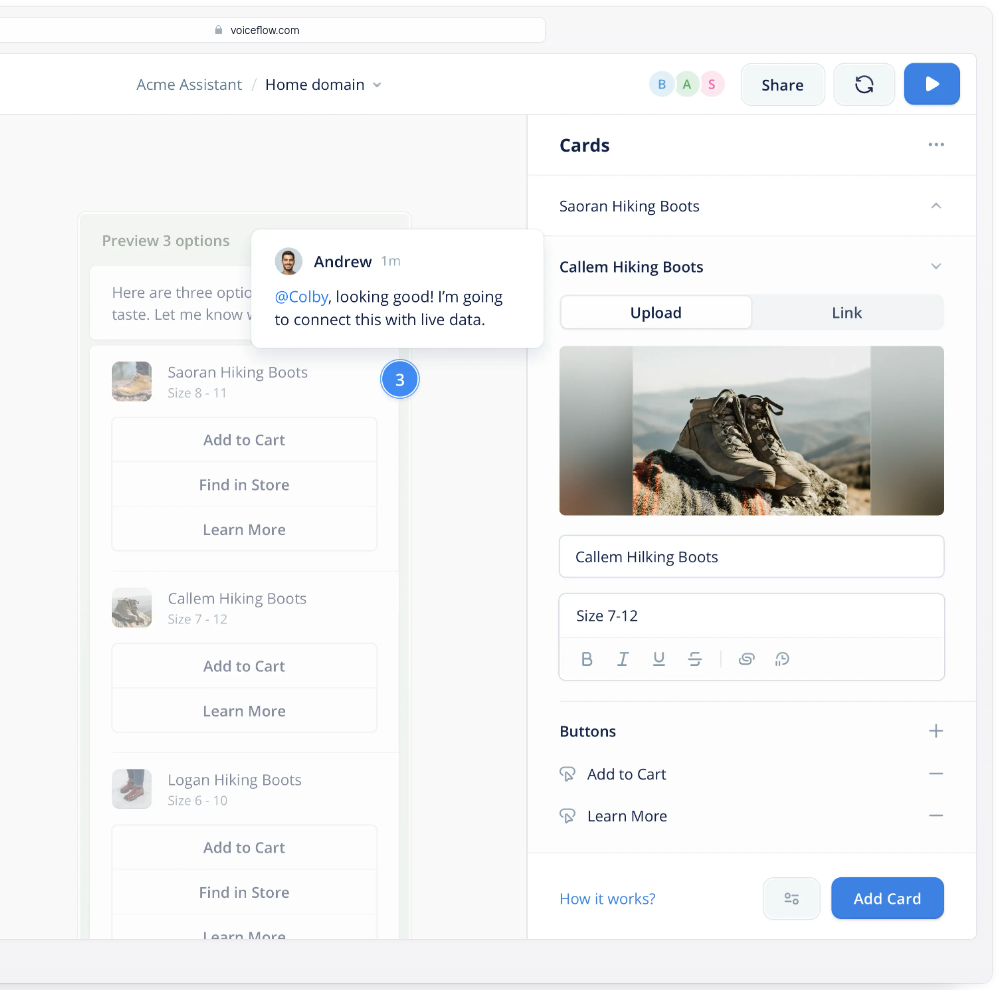 voiceflow.com
Acme Assistant / Home domain
B A S
Share
Preview 3 options
Here are three optio
taste. Let me know
Andrew 1m
@Colby, looking good! I'm going
to connect this with live data.
3
Saoran Hiking Boots
Size 8 - 11
Add to Cart
Find in Store
Learn More
Callem Hiking Boots
Size 7 - 12
Add to Cart
Learn More
Logan Hiking Boots
Size 6 - 10
Add to Cart
Find in Store
Learn More
Cards
Saoran Hiking Boots
Callem Hiking Boots
Upload
Link
Callem Hilking Boots
Size 7-12
B I U S
Buttons
Add to Cart
Learn More
How it works?
Add Card